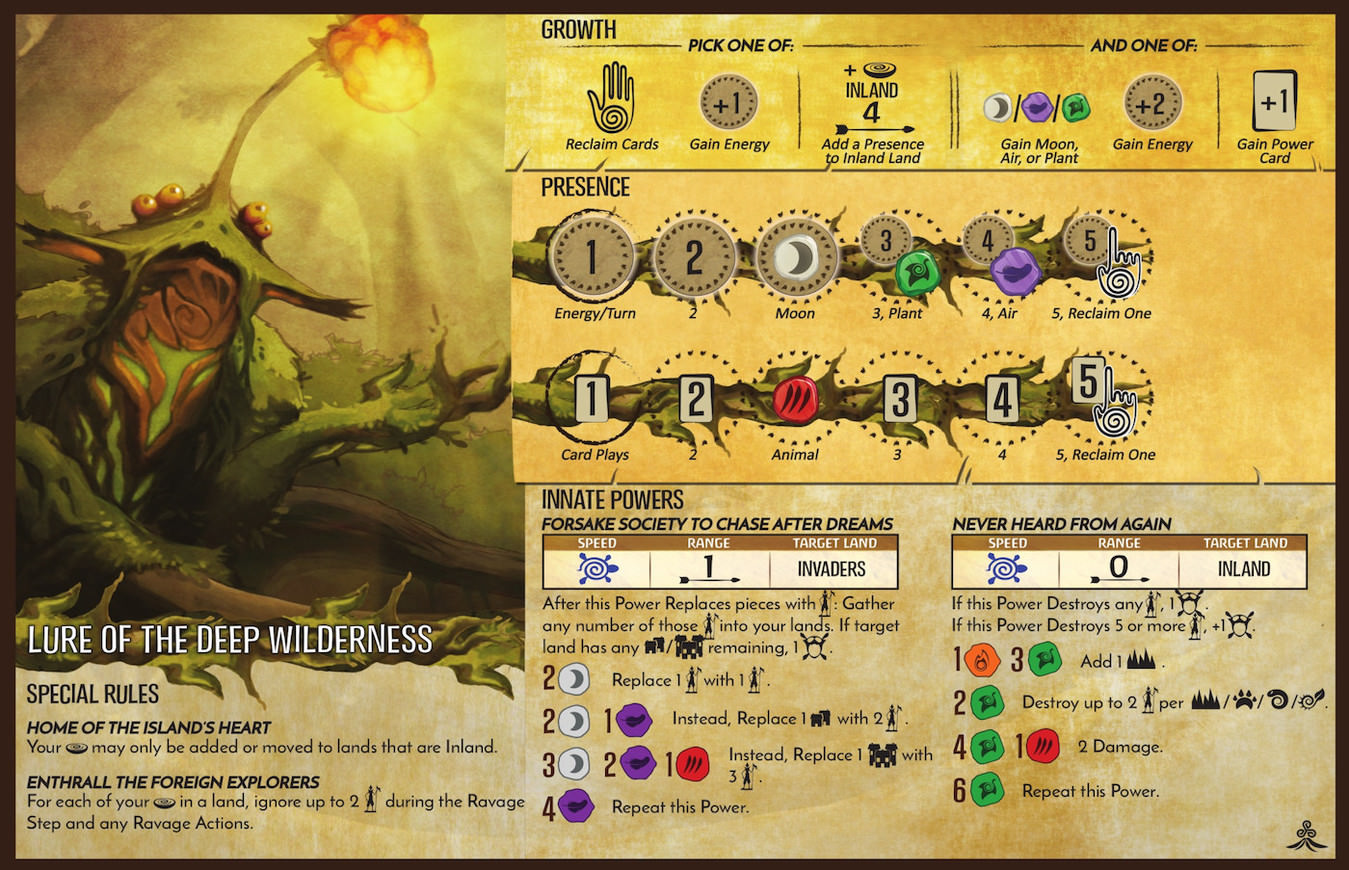 GROWTH
PICK ONE OF:
AND ONE OF:
+
INLAND
4
+1
+2
+1
Reclaim Cards
Gain Energy
Add a Presence
to Inland Land
Gain Moon,
Air, or Plant
Gain Energy
Gain Power
Card
PRESENCE
1 2 3 4 5
Energy/Turn 2 Moon 3, Plant 4, Air 5, Reclaim One
1 2 3 4 5
Card Plays 2 Animal 3 4 5, Reclaim One
INNATE POWERS
FORSAKE SOCIETY TO CHASE AFTER DREAMS
SPEED RANGE TARGET LAND
1 INVADERS
After this Power Replaces pieces with : Gather
any number of those into your lands. If target
land has any / remaining, 1 .
2 Replace 1 with 1 .
2 1 Instead, Replace 1 with 2 .
3 2 1 Instead, Replace 1 with
3 .
4 Repeat this Power.
NEVER HEARD FROM AGAIN
SPEED RANGE TARGET LAND
0 INLAND
If this Power Destroys any , 1 .
If this Power Destroys 5 or more , +1 .
1 3 Add 1 .
2 Destroy up to 2 per / / / .
4 1 2 Damage.
6 Repeat this Power.
LURE OF THE DEEP WILDERNESS
SPECIAL RULES
HOME OF THE ISLAND'S HEART
Your may only be added or moved to lands that are Inland.
ENTHRALL THE FOREIGN EXPLORERS
For each of your in a land, ignore up to 2 during the Ravage
Step and any Ravage Actions.